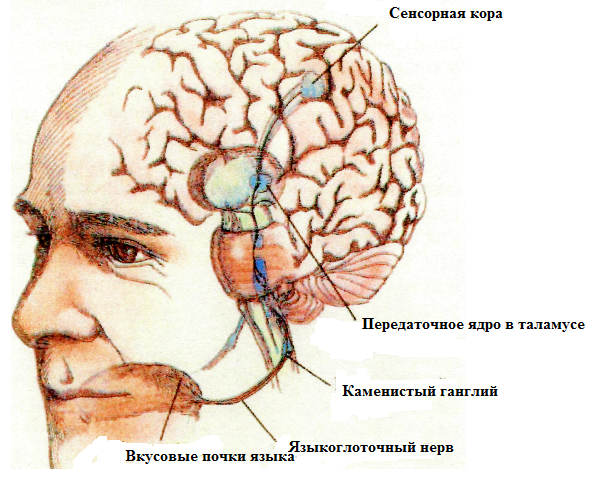 Сенсорная кора
Передаточное ядро в таламусе
Каменистый ганглий
Языкоглоточный нерв
Вкусовые почки языка